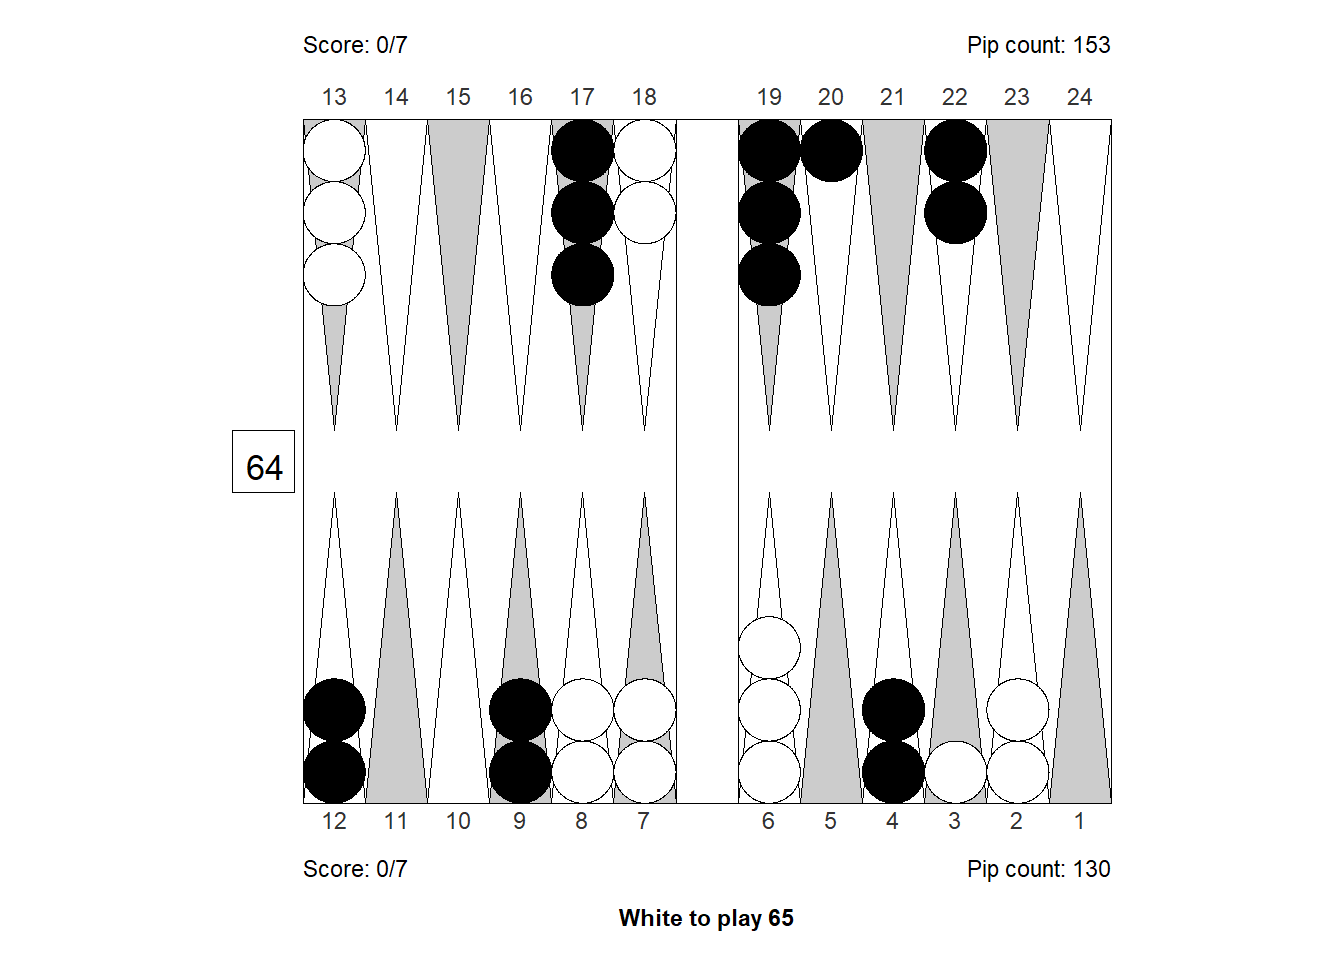 Score: 0/7 Pip count: 153
13 14 15 16 17 18 19 20 21 22 23 24
64
12 11 10 9 8 7 6 5 4 3 2 1
Score: 0/7 Pip count: 130
White to play 65